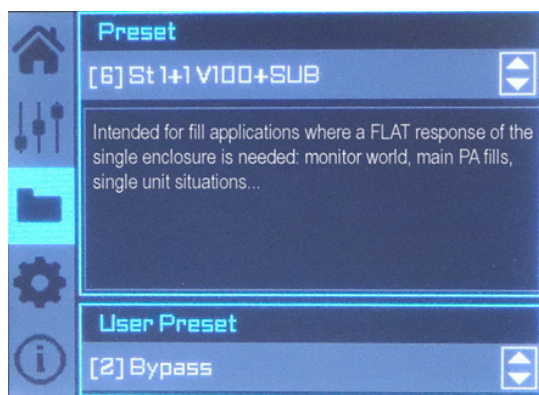 Preset
[6] St 1+1 V100+SUB
Intended for fill applications where a FLAT response of the
single enclosure is needed: monitor world, main PA fills,
single unit situations...
User Preset
[2] Bypass